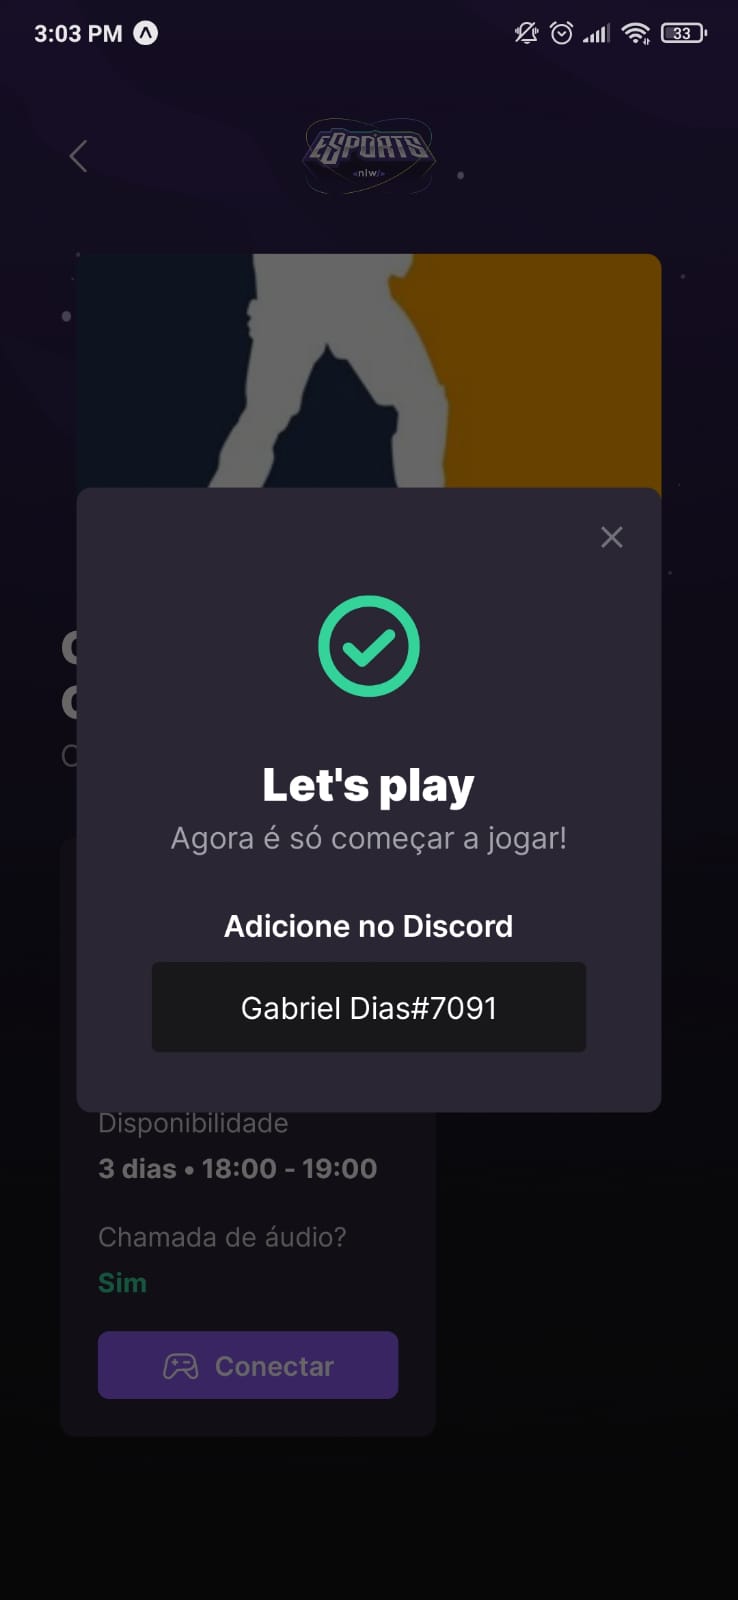 3:03 PM
33
eSPORTS
<nlw/>
Let's play
Agora é só começar a jogar!
Adicione no Discord
Gabriel Dias#7091
Disponibilidade
3 dias • 18:00 - 19:00
Chamada de áudio?
Sim
Conectar